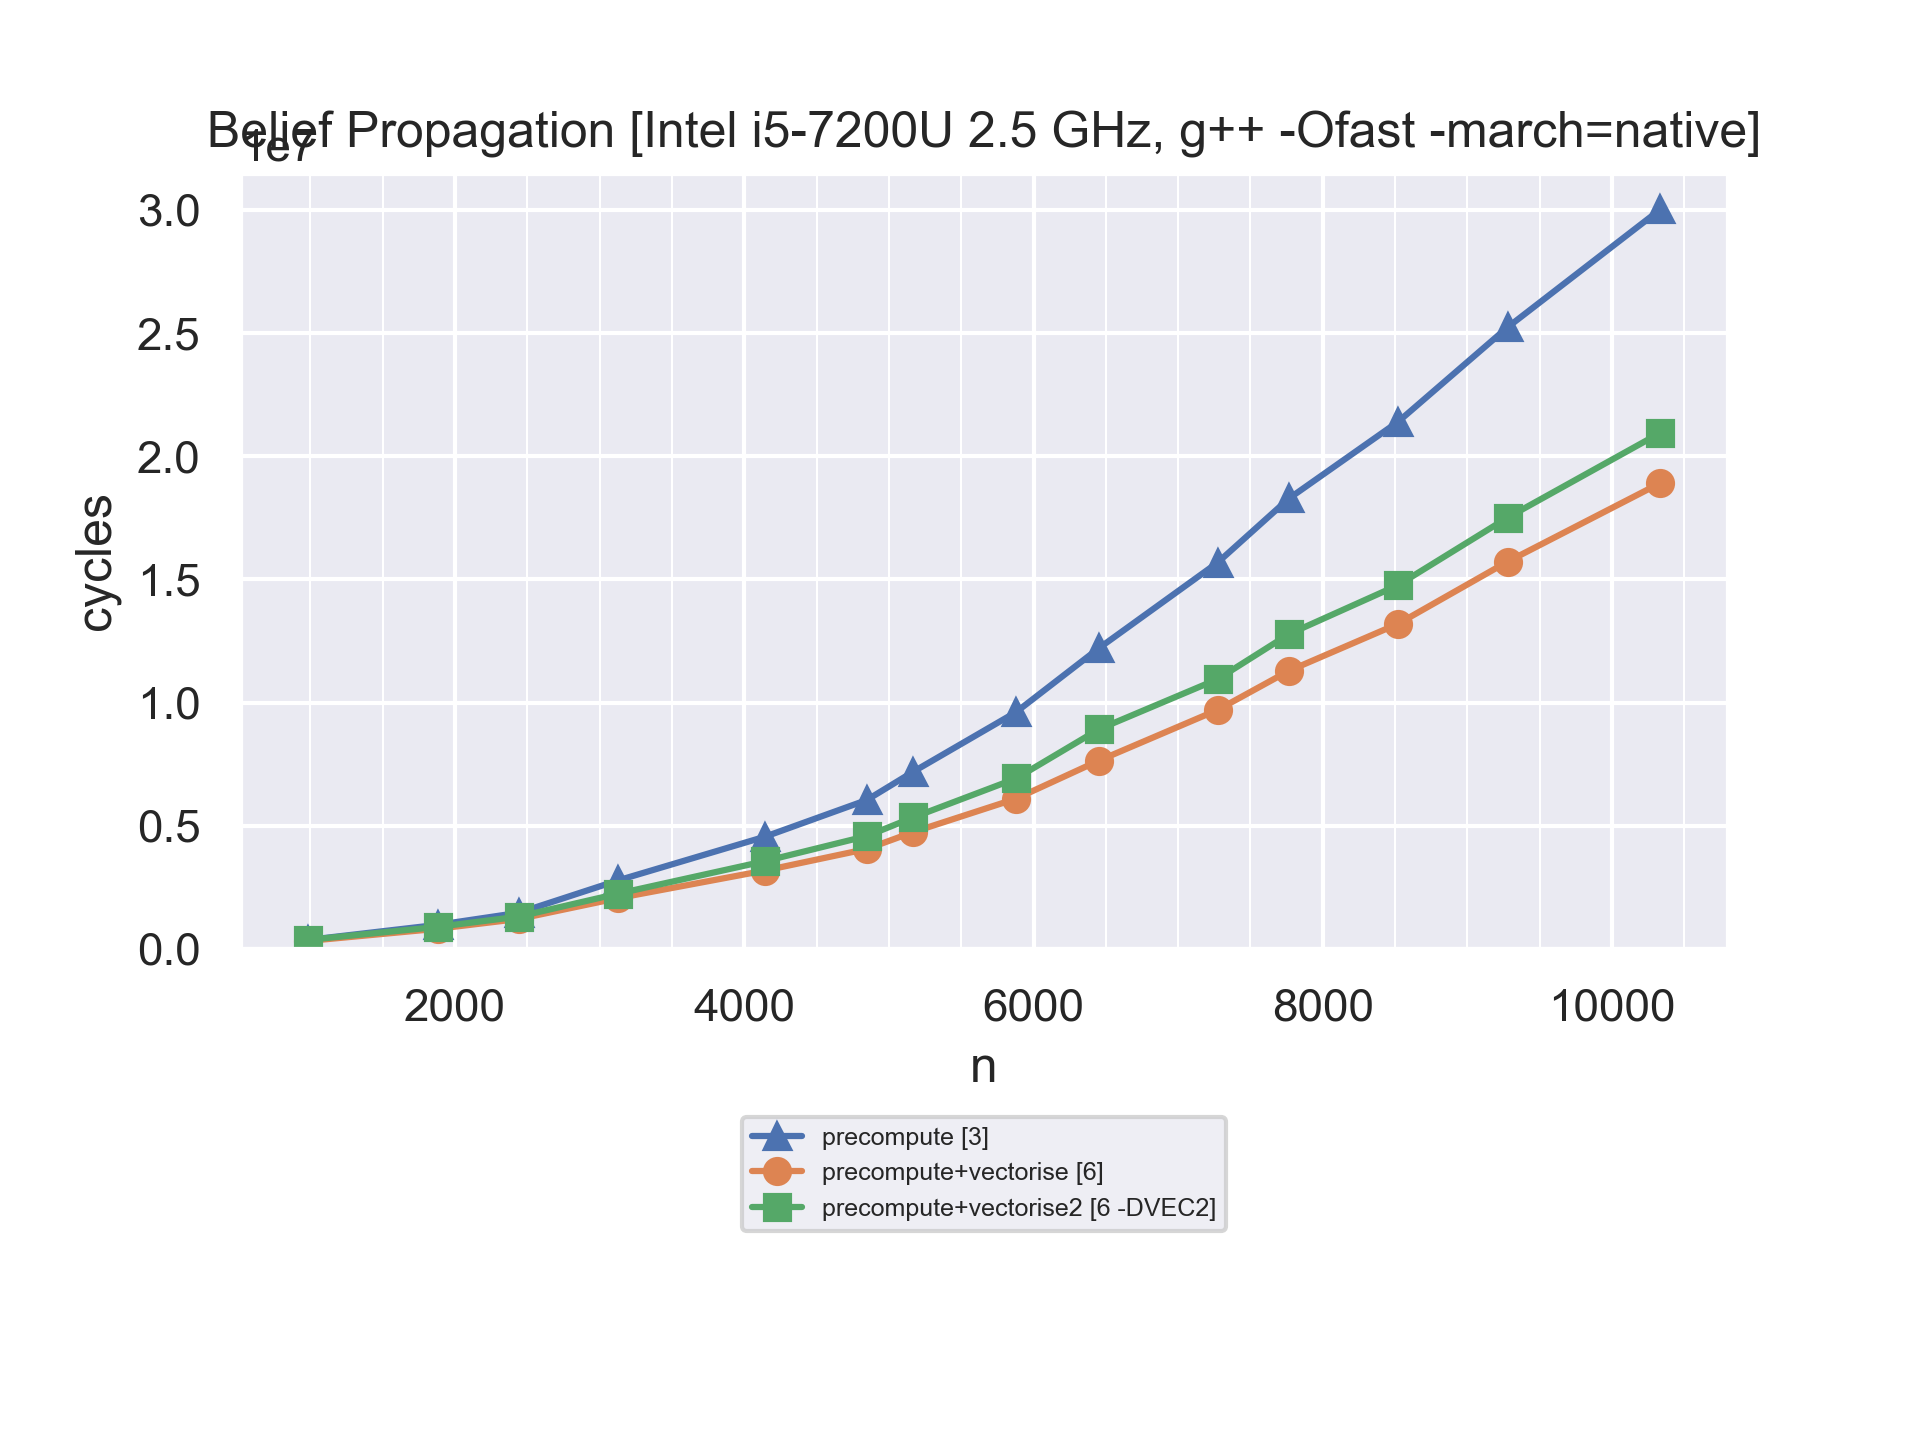 Belief Propagation [Intel i5-7200U 2.5 GHz, g++ -Ofast -march=native]
1e7
3.0
2.5
2.0
1.5
1.0
0.5
0.0
cycles
2000 4000 6000 8000 10000
n
precompute [3]
precompute+vectorise [6]
precompute+vectorise2 [6 -DVEC2]